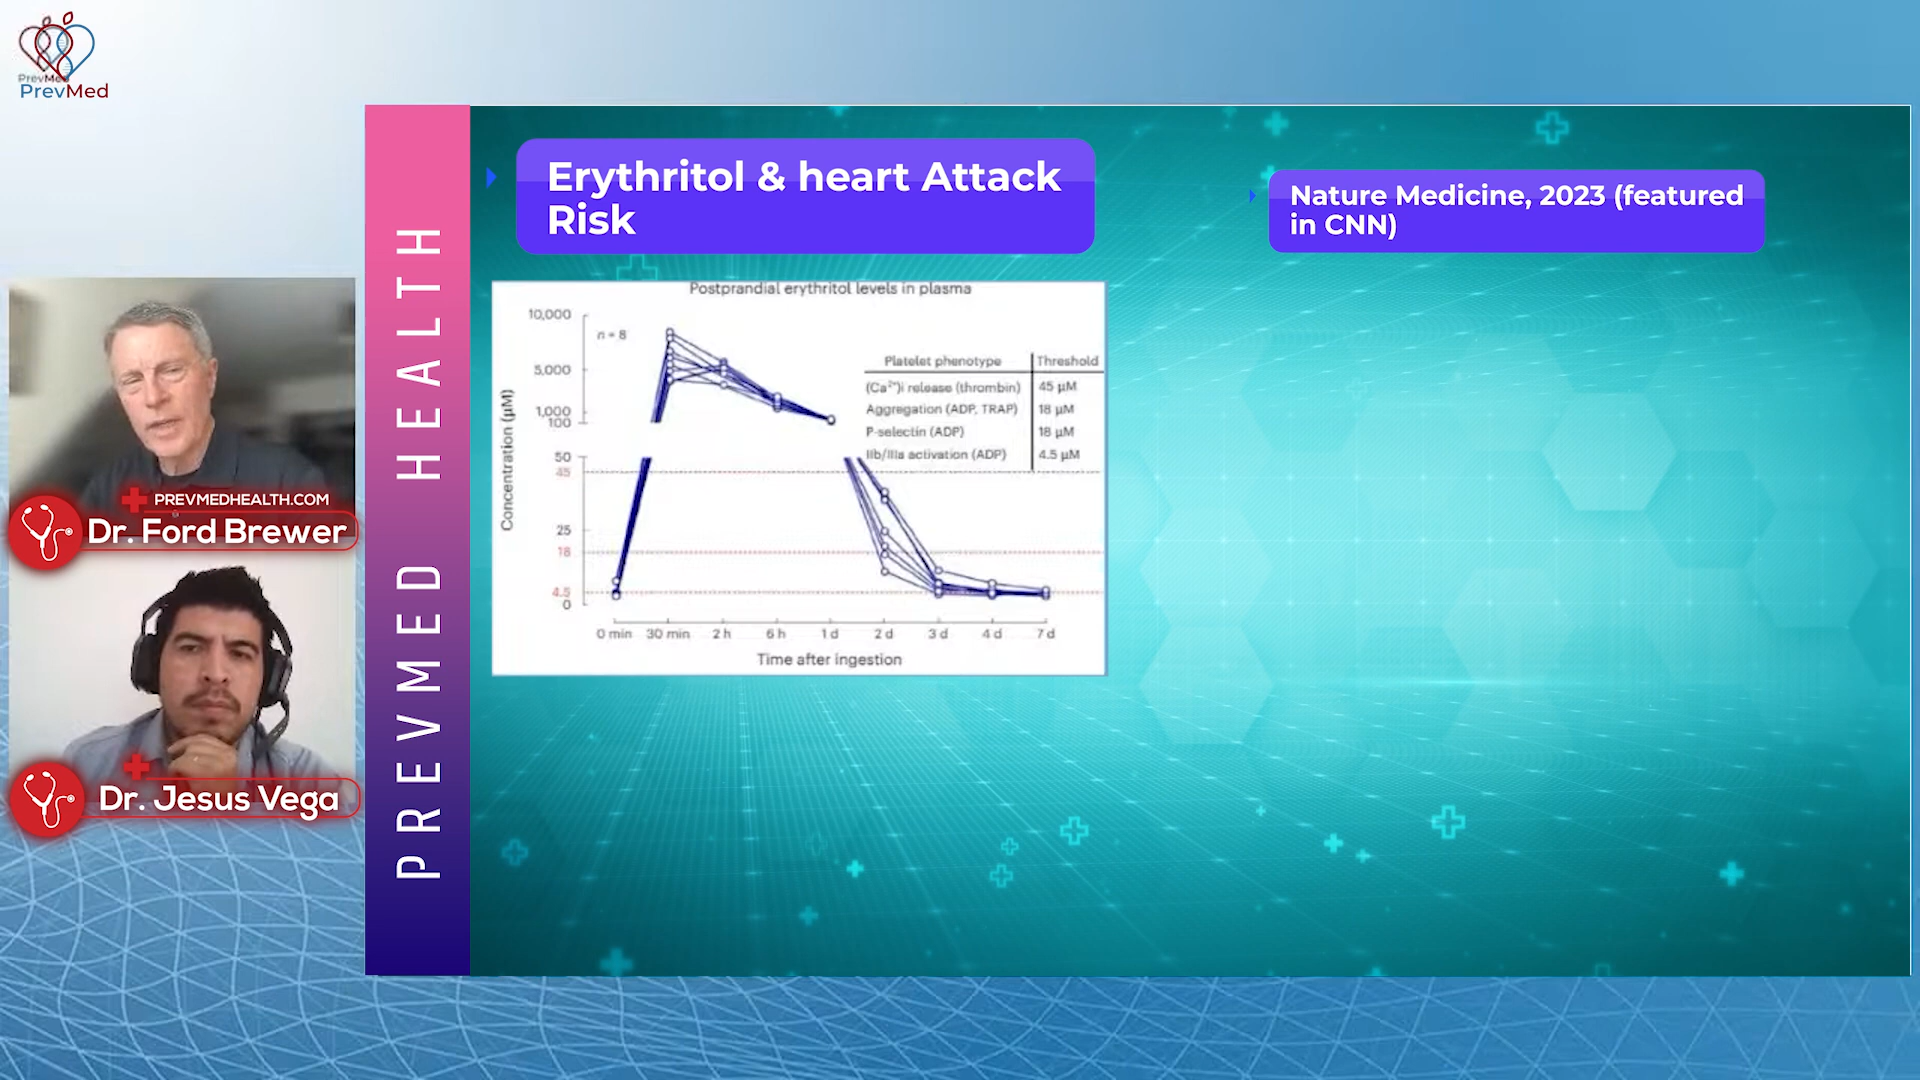 PrevMed
PrevMed
PREVMED HEALTH
Erythritol & heart Attack
Risk
Nature Medicine, 2023 (featured
in CNN)
Postprandial erythritol levels in plasma
n = 8
Concentration (µM)
10,000
5,000
1,000
100
50
45
25
18
4.5
0
Platelet phenotype Threshold
(Ca²⁺)i release (thrombin) 45 µM
Aggregation (ADP, TRAP) 18 µM
P-selectin (ADP) 18 µM
IIb/IIIa activation (ADP) 4.5 µM
0 min 30 min 2 h 6 h 1 d 2 d 3 d 4 d 7 d
Time after ingestion
PREVMEDHEALTH.COM
Dr. Ford Brewer
Dr. Jesus Vega